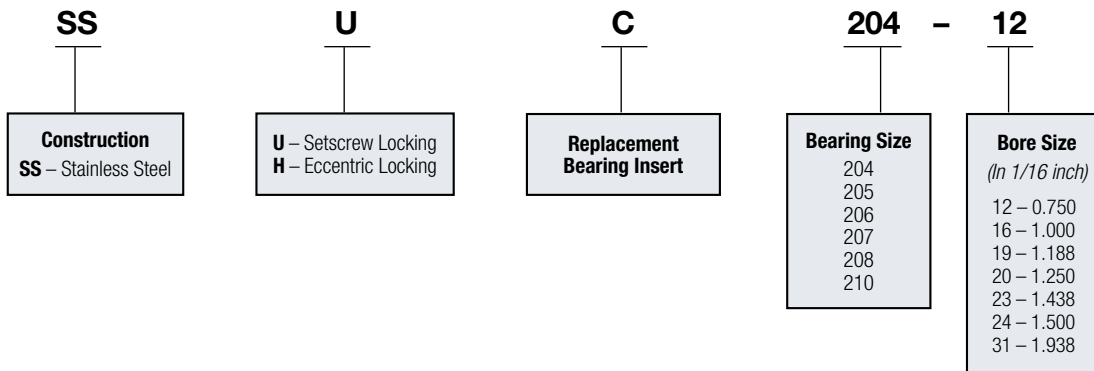 SS U C 204 – 12
Construction
SS – Stainless Steel
U – Setscrew Locking
H – Eccentric Locking
Replacement
Bearing Insert
Bearing Size
204
205
206
207
208
210
Bore Size
(In 1/16 inch)
12 – 0.750
16 – 1.000
19 – 1.188
20 – 1.250
23 – 1.438
24 – 1.500
31 – 1.938